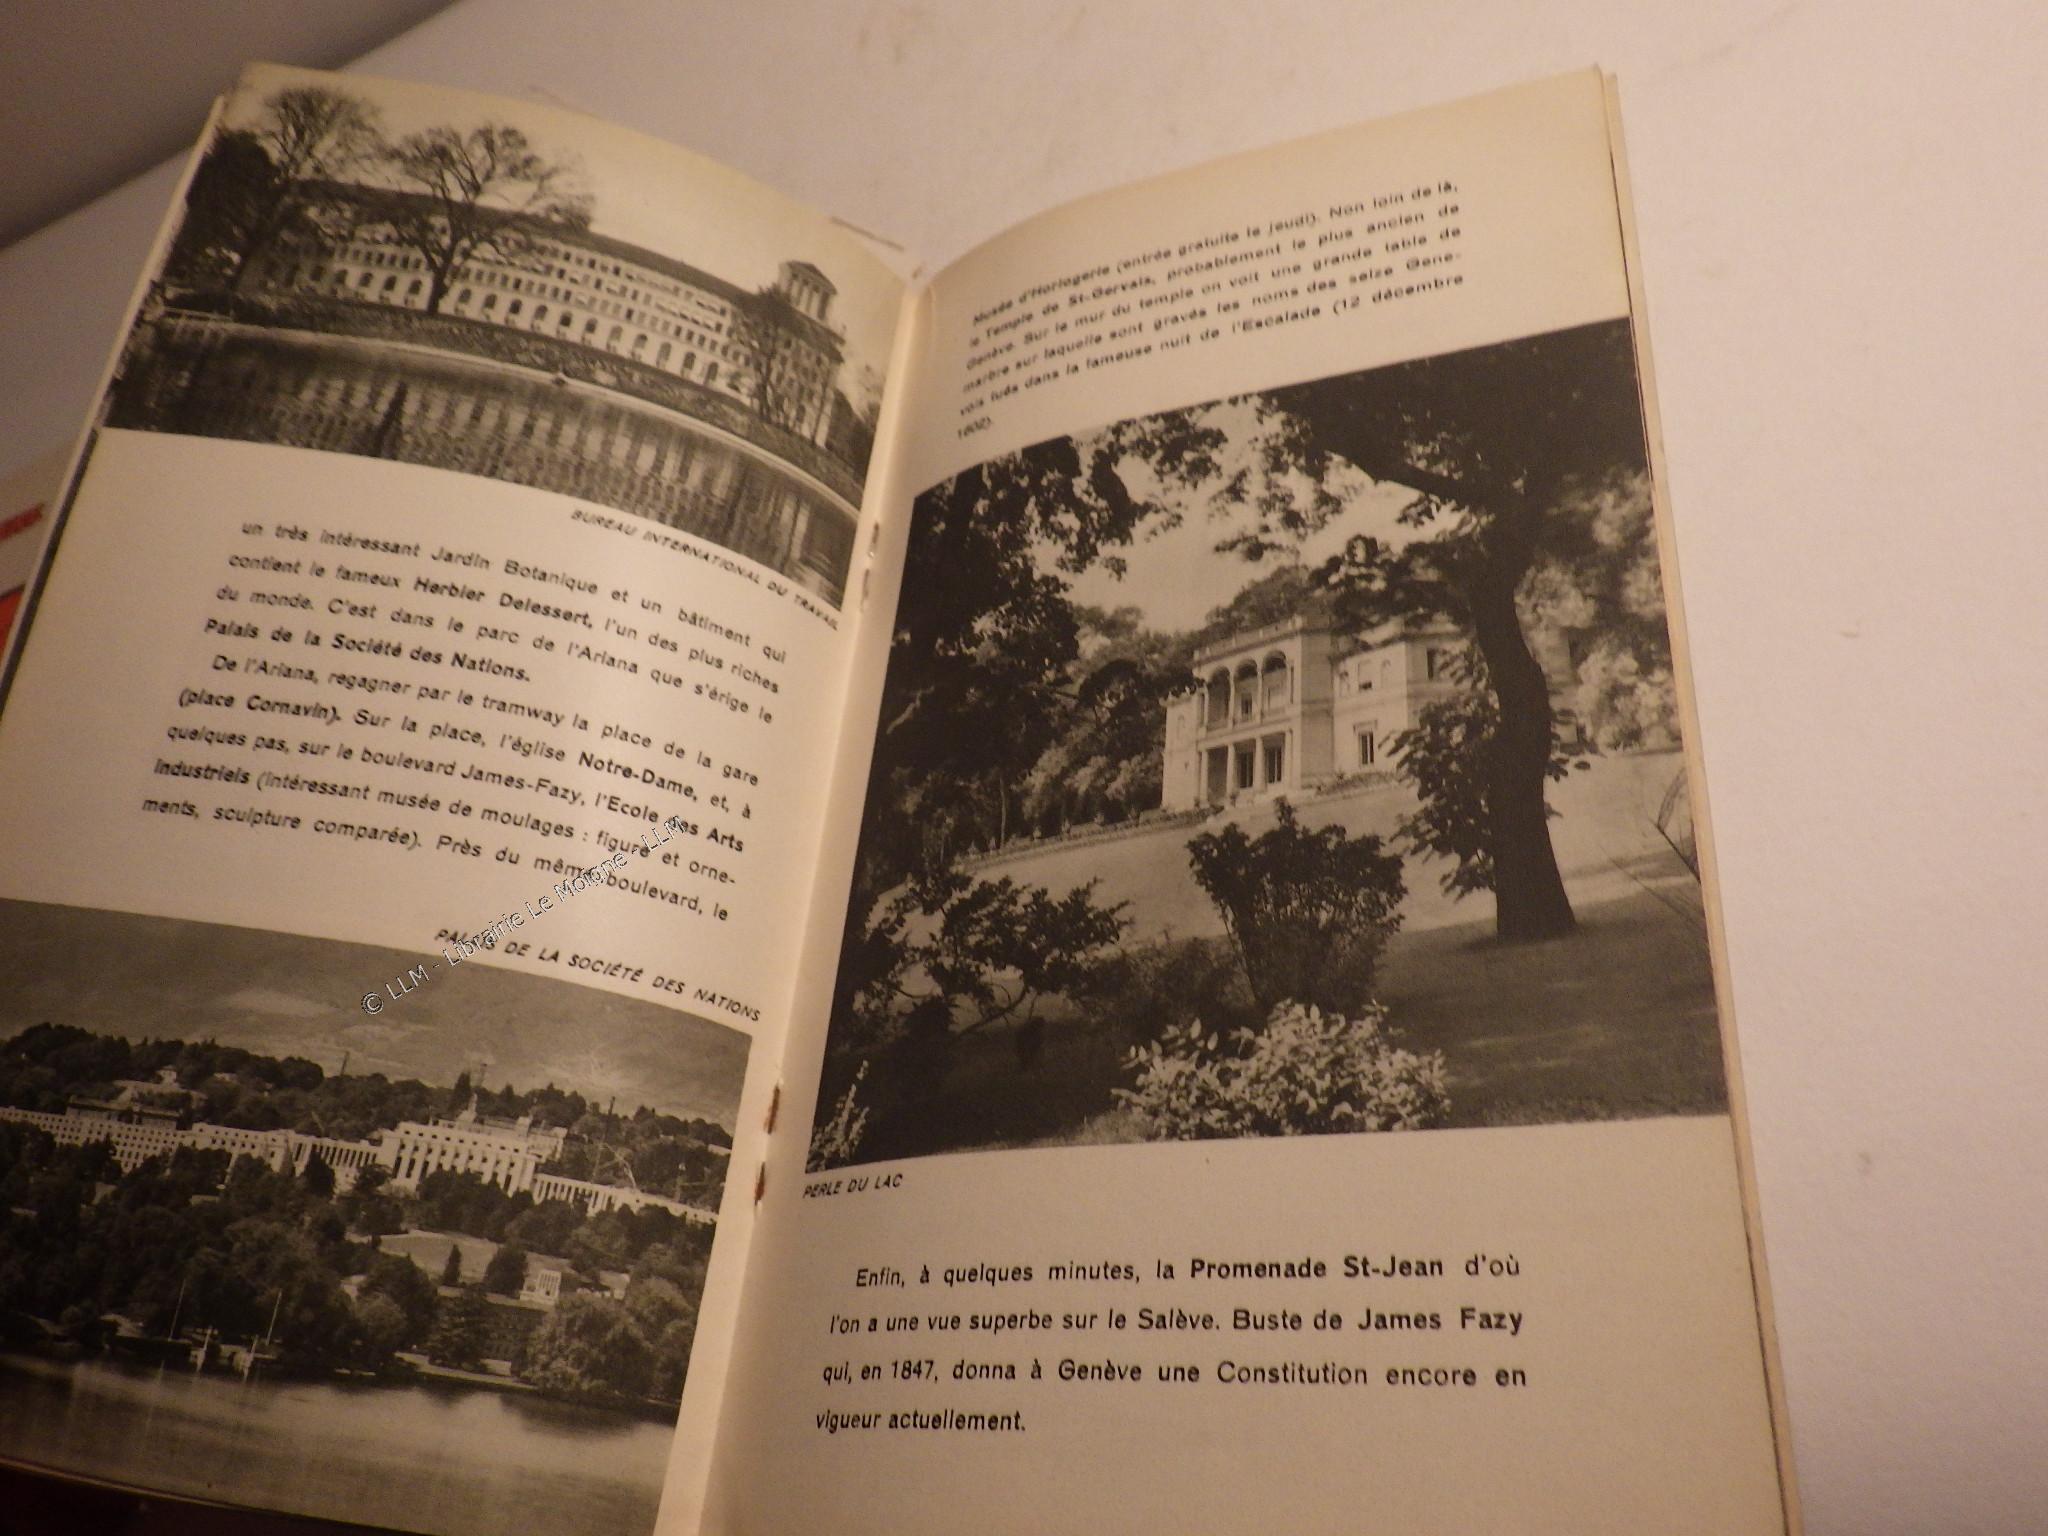 BUREAU INTERNATIONAL DU TRAVAIL
un très intéressant Jardin Botanique et un bâtiment qui
contient le fameux Herbier Delessert, l'un des plus riches
du monde. C'est dans le parc de l'Ariana que s'érige le
Palais de la Société des Nations.
De l'Ariana, regagner par le tramway la place de la gare
(place Cornavin). Sur la place, l'église Notre-Dame, et, à
quelques pas, sur le boulevard James-Fazy, l'Ecole des Arts
Industriels (intéressant musée de moulages : figure et orne-
ments, sculpture comparée). Près du même boulevard, le
PALAIS DE LA SOCIÉTÉ DES NATIONS
© LLM - Librairie Le Moigne - LLM
Musée d'Horlogerie (entrée gratuite le jeudi). Non loin de là,
le Temple de St-Gervais, probablement le plus ancien de
Genève. Sur le mur du temple on voit une grande table de
marbre sur laquelle sont gravés les noms des seize Gene-
vois tués dans la fameuse nuit de l'Escalade (12 décembre
1602).
PERLE DU LAC
Enfin, à quelques minutes, la Promenade St-Jean d'où
l'on a une vue superbe sur le Salève. Buste de James Fazy
qui, en 1847, donna à Genève une Constitution encore en
vigueur actuellement.